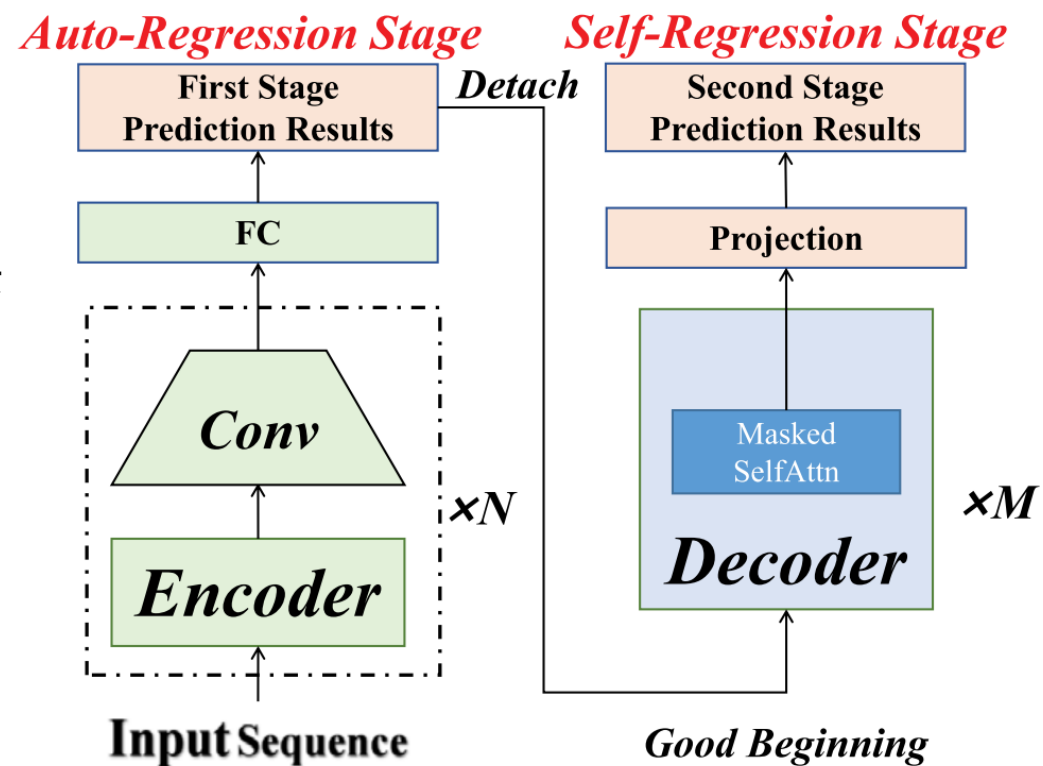 Auto-Regression Stage
First Stage
Prediction Results
FC
Conv
×N
Encoder
Input Sequence
Detach
Self-Regression Stage
Second Stage
Prediction Results
Projection
Masked
SelfAttn
×M
Decoder
Good Beginning